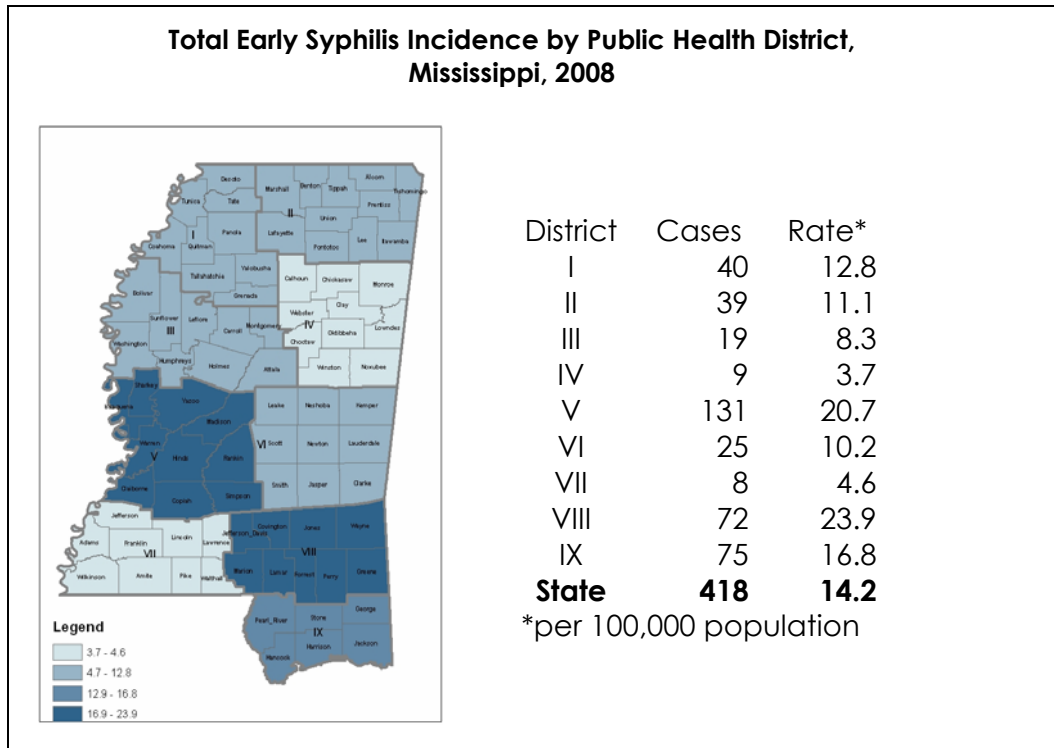 Total Early Syphilis Incidence by Public Health District,
Mississippi, 2008
Desoto
Tunica
Tate
Marshall
Benton
Tippah
Alcorn
Tishomingo
Prentiss
I
II
Union
Coahoma
Quitman
Panola
Lafayette
Pontotoc
Lee
Itawamba
Tallahatchie
Yalobusha
Grenada
Calhoun
Chickasaw
Monroe
Bolivar
Sunflower
Leflore
III
Carroll
Montgomery
Webster
Clay
IV
Lowndes
Choctaw
Oktibbeha
Washington
Humphreys
Holmes
Attala
Winston
Noxubee
Sharkey
Yazoo
Madison
Leake
Neshoba
Kemper
Warren
V
Hinds
Rankin
VI
Scott
Newton
Lauderdale
Claiborne
Copiah
Simpson
Smith
Jasper
Clarke
Jefferson
Adams
Franklin
Lincoln
Lawrence
VII
Jefferson_Davis
Covington
Jones
Wayne
VIII
Wilkinson
Amite
Pike
Walthall
Marion
Lamar
Forrest
Perry
Greene
Pearl_River
Stone
George
IX
Harrison
Jackson
Hancock
Legend
3.7 - 4.6
4.7 - 12.8
12.9 - 16.8
16.9 - 23.9
District Cases Rate*
I 40 12.8
II 39 11.1
III 19 8.3
IV 9 3.7
V 131 20.7
VI 25 10.2
VII 8 4.6
VIII 72 23.9
IX 75 16.8
State 418 14.2
*per 100,000 population